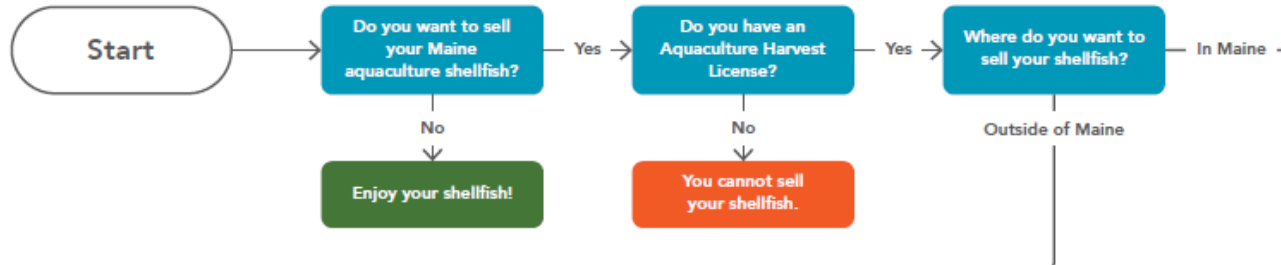 Start
Do you want to sell
your Maine
aquaculture shellfish?
Yes
Do you have an
Aquaculture Harvest
License?
Yes
Where do you want to
sell your shellfish?
In Maine
No
No
Outside of Maine
Enjoy your shellfish!
You cannot sell
your shellfish.